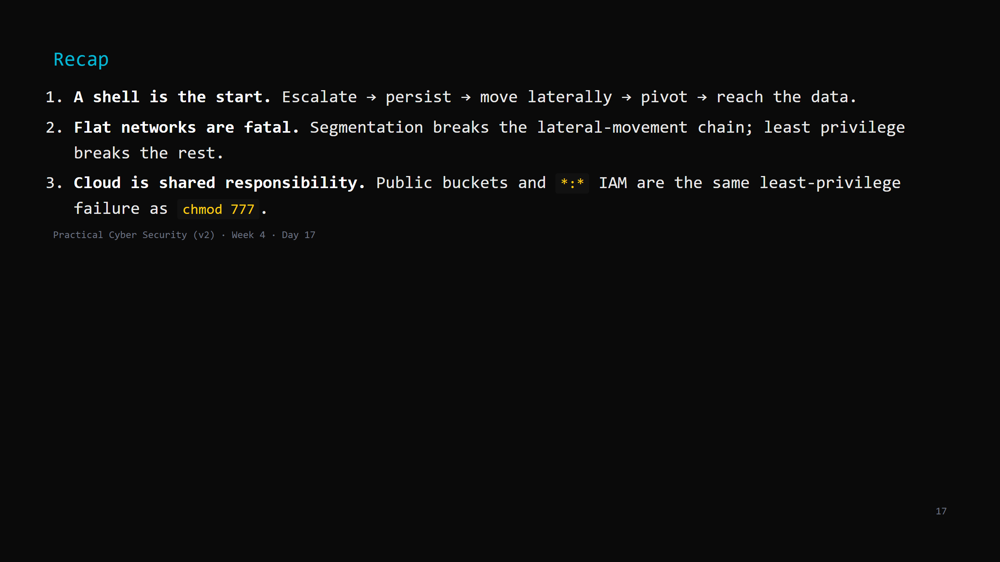 Recap
1. A shell is the start. Escalate → persist → move laterally → pivot → reach the data.
2. Flat networks are fatal. Segmentation breaks the lateral-movement chain; least privilege
breaks the rest.
3. Cloud is shared responsibility. Public buckets and *:* IAM are the same least-privilege
failure as chmod 777.
Practical Cyber Security (v2) · Week 4 · Day 17
17